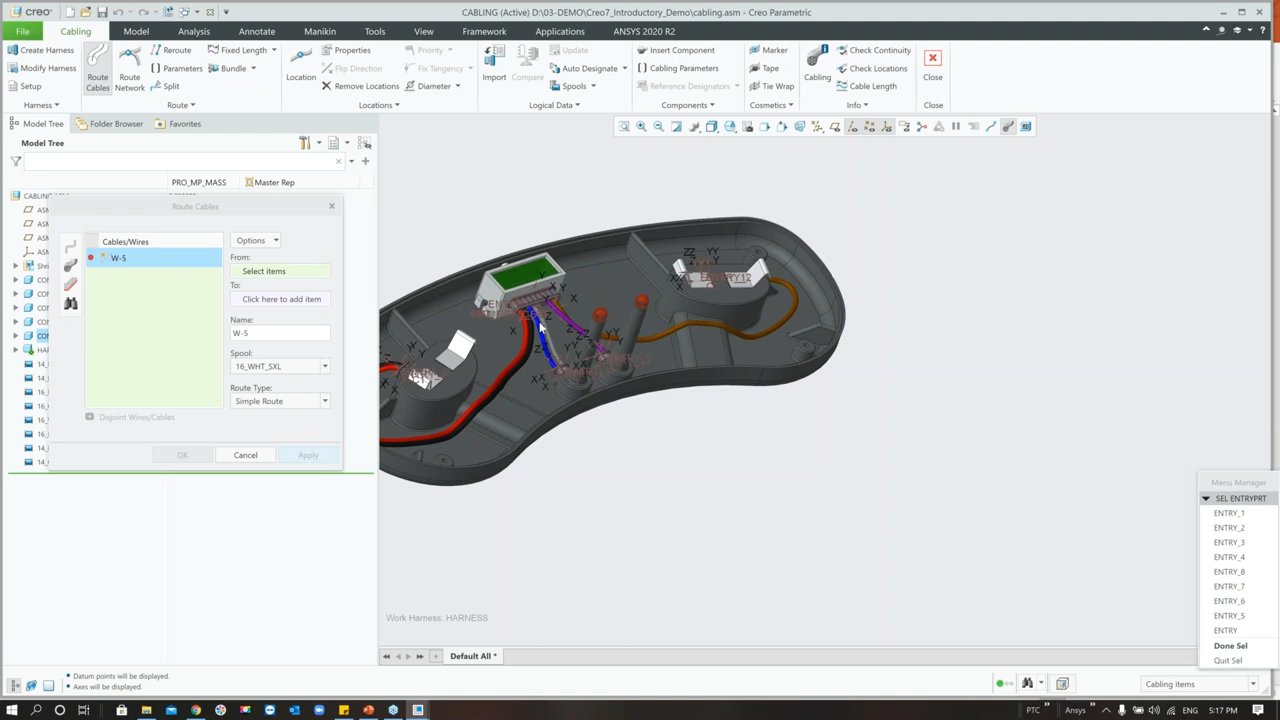 creo
CABLING (Active) D:\03-DEMO\Creo7_Introductory_Demo\cabling.asm - Creo Parametric
File Cabling Model Analysis Annotate Manikin Tools View Framework Applications ANSYS 2020 R2
Create Harness
Modify Harness
Setup
Harness
Route Cables
Route Network
Reroute
Parameters
Split
Fixed Length
Bundle
Route
Location
Properties
Flip Direction
Remove Locations
Priority
Fix Tangency
Diameter
Locations
Import
Compare
Update
Auto Designate
Spools
Logical Data
Insert Component
Cabling Parameters
Reference Designators
Components
Marker
Tape
Tie Wrap
Cosmetics
Cabling
Check Continuity
Check Locations
Cable Length
Info
Close
Close
Model Tree Folder Browser Favorites
Model Tree
PRO_MP_MASS Master Rep
Route Cables
Cables/Wires
W-5
Options
From:
Select items
To:
Click here to add item
Name:
W-5
Spool:
16_WHT_SXL
Route Type:
Simple Route
Disjoint Wires/Cables
OK Cancel Apply
Work Harness: HARNESS
Menu Manager
SEL ENTRYPRT
ENTRY_1
ENTRY_2
ENTRY_3
ENTRY_4
ENTRY_8
ENTRY_7
ENTRY_6
ENTRY_5
ENTRY
Done Sel
Quit Sel
Default All *
• Datum points will be displayed.
• Axes will be displayed.
Cabling items
PTC Ansys ENG 5:17 PM